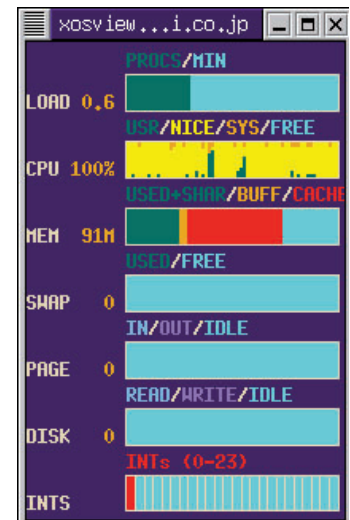 xosview...i.co.jp
PROCS/MIN
LOAD 0.6
USR/NICE/SYS/FREE
CPU 100%
USED+SHAR/BUFF/CACHE
MEM 91M
USED/FREE
SWAP 0
IN/OUT/IDLE
PAGE 0
READ/WRITE/IDLE
DISK 0
INTs (0-23)
INTS